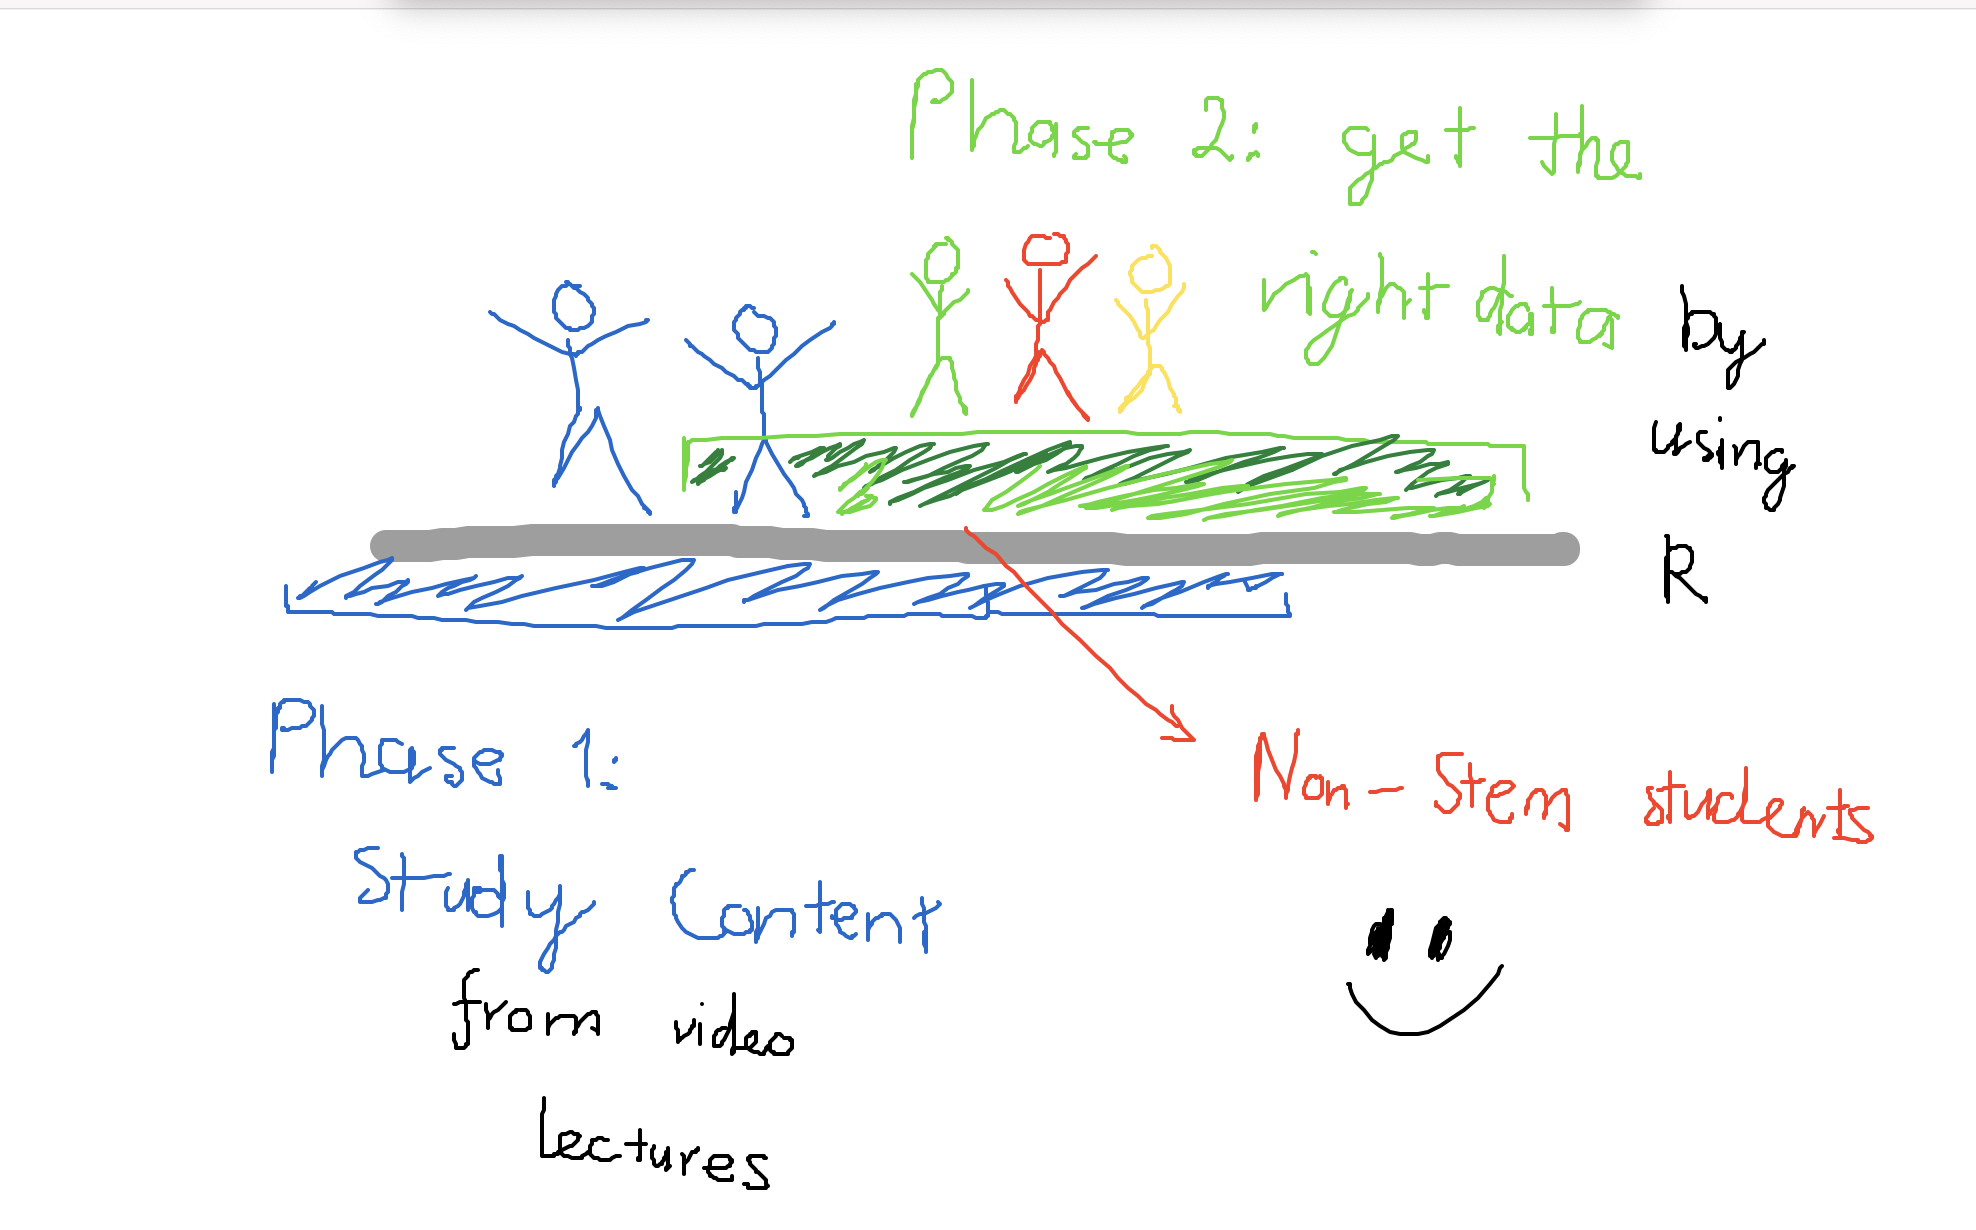 Phase 2: get the
right data by
using
R
Phase 1:
Study Content
from video
lectures
Non-Stem students